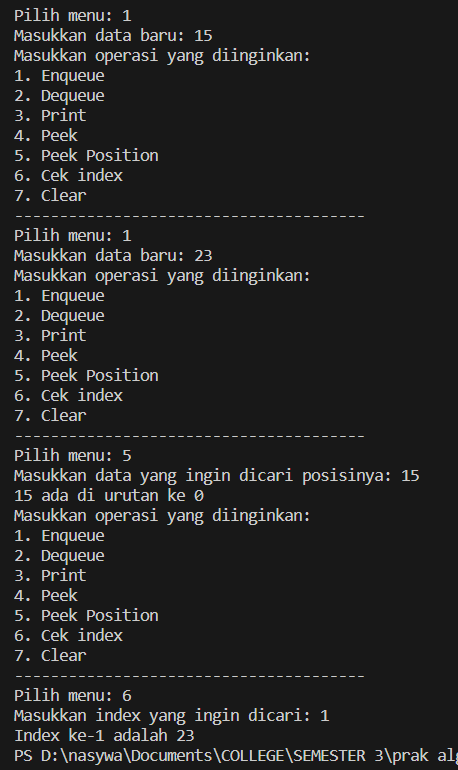 Pilih menu: 1
Masukkan data baru: 15
Masukkan operasi yang diinginkan:
1. Enqueue
2. Dequeue
3. Print
4. Peek
5. Peek Position
6. Cek index
7. Clear
---------------------------------------
Pilih menu: 1
Masukkan data baru: 23
Masukkan operasi yang diinginkan:
1. Enqueue
2. Dequeue
3. Print
4. Peek
5. Peek Position
6. Cek index
7. Clear
---------------------------------------
Pilih menu: 5
Masukkan data yang ingin dicari posisinya: 15
15 ada di urutan ke 0
Masukkan operasi yang diinginkan:
1. Enqueue
2. Dequeue
3. Print
4. Peek
5. Peek Position
6. Cek index
7. Clear
---------------------------------------
Pilih menu: 6
Masukkan index yang ingin dicari: 1
Index ke-1 adalah 23
PS D:\nasywa\Documents\COLLEGE\SEMESTER 3\prak alg